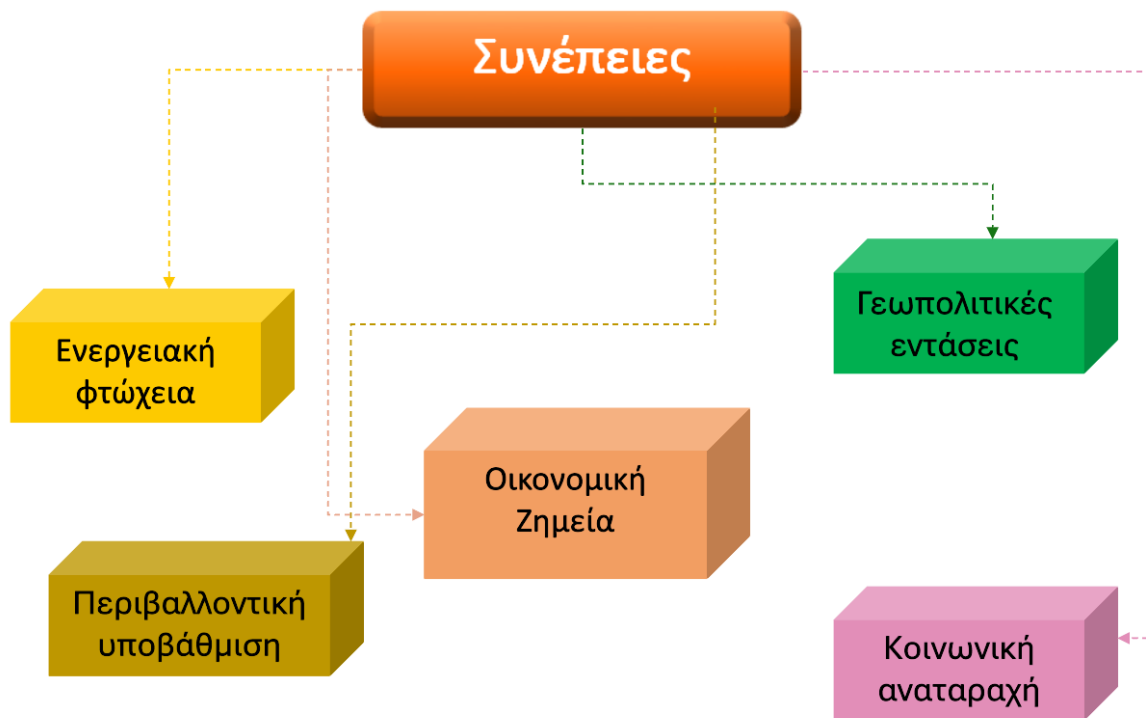 Συνέπειες
Γεωπολιτικές
εντάσεις
Ενεργειακή
φτώχεια
Οικονομική
Ζημεία
Περιβαλλοντική
υποβάθμιση
Κοινωνική
αναταραχή